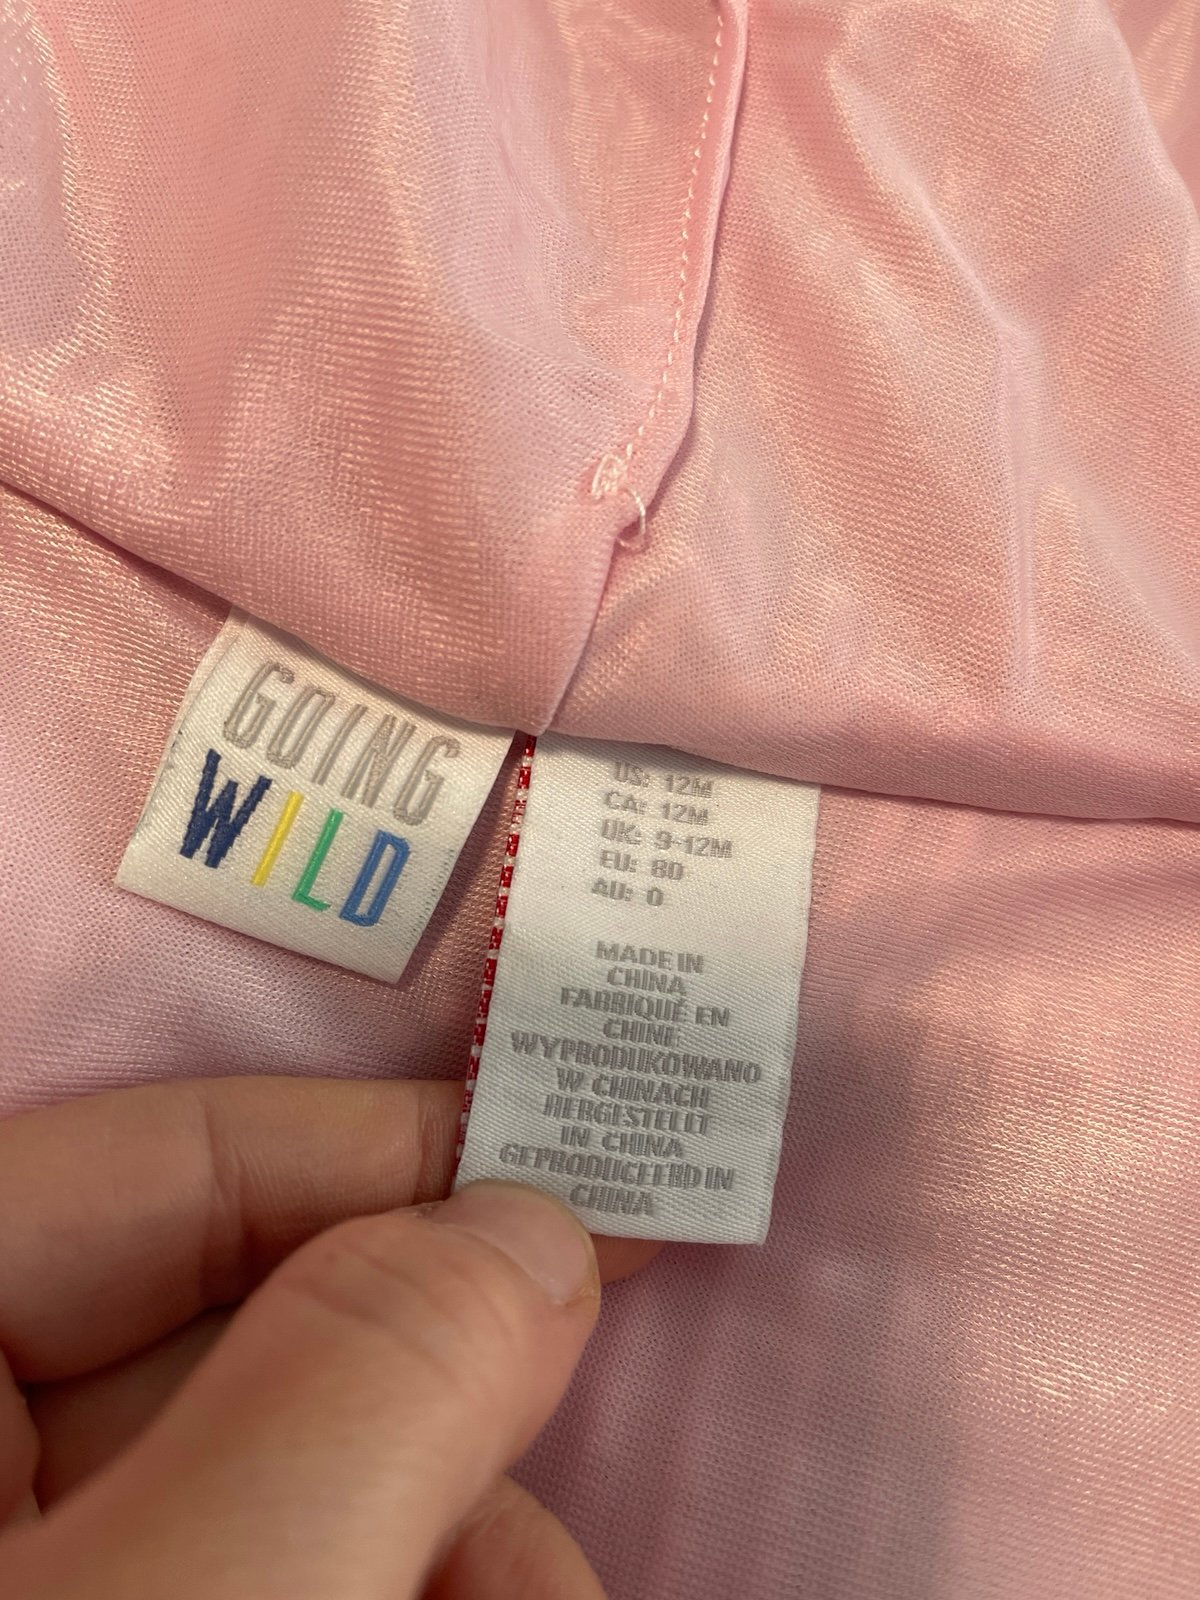 GOING
WILD
US: 12M
CA: 12M
UK: 9-12M
EU: 80
AU: 0
MADE IN
CHINA
FABRIQUÉ EN
CHINE
WYPRODUKOWANO
W CHINACH
HERGESTELLT
IN CHINA
GEPRODUCEERD IN
CHINA